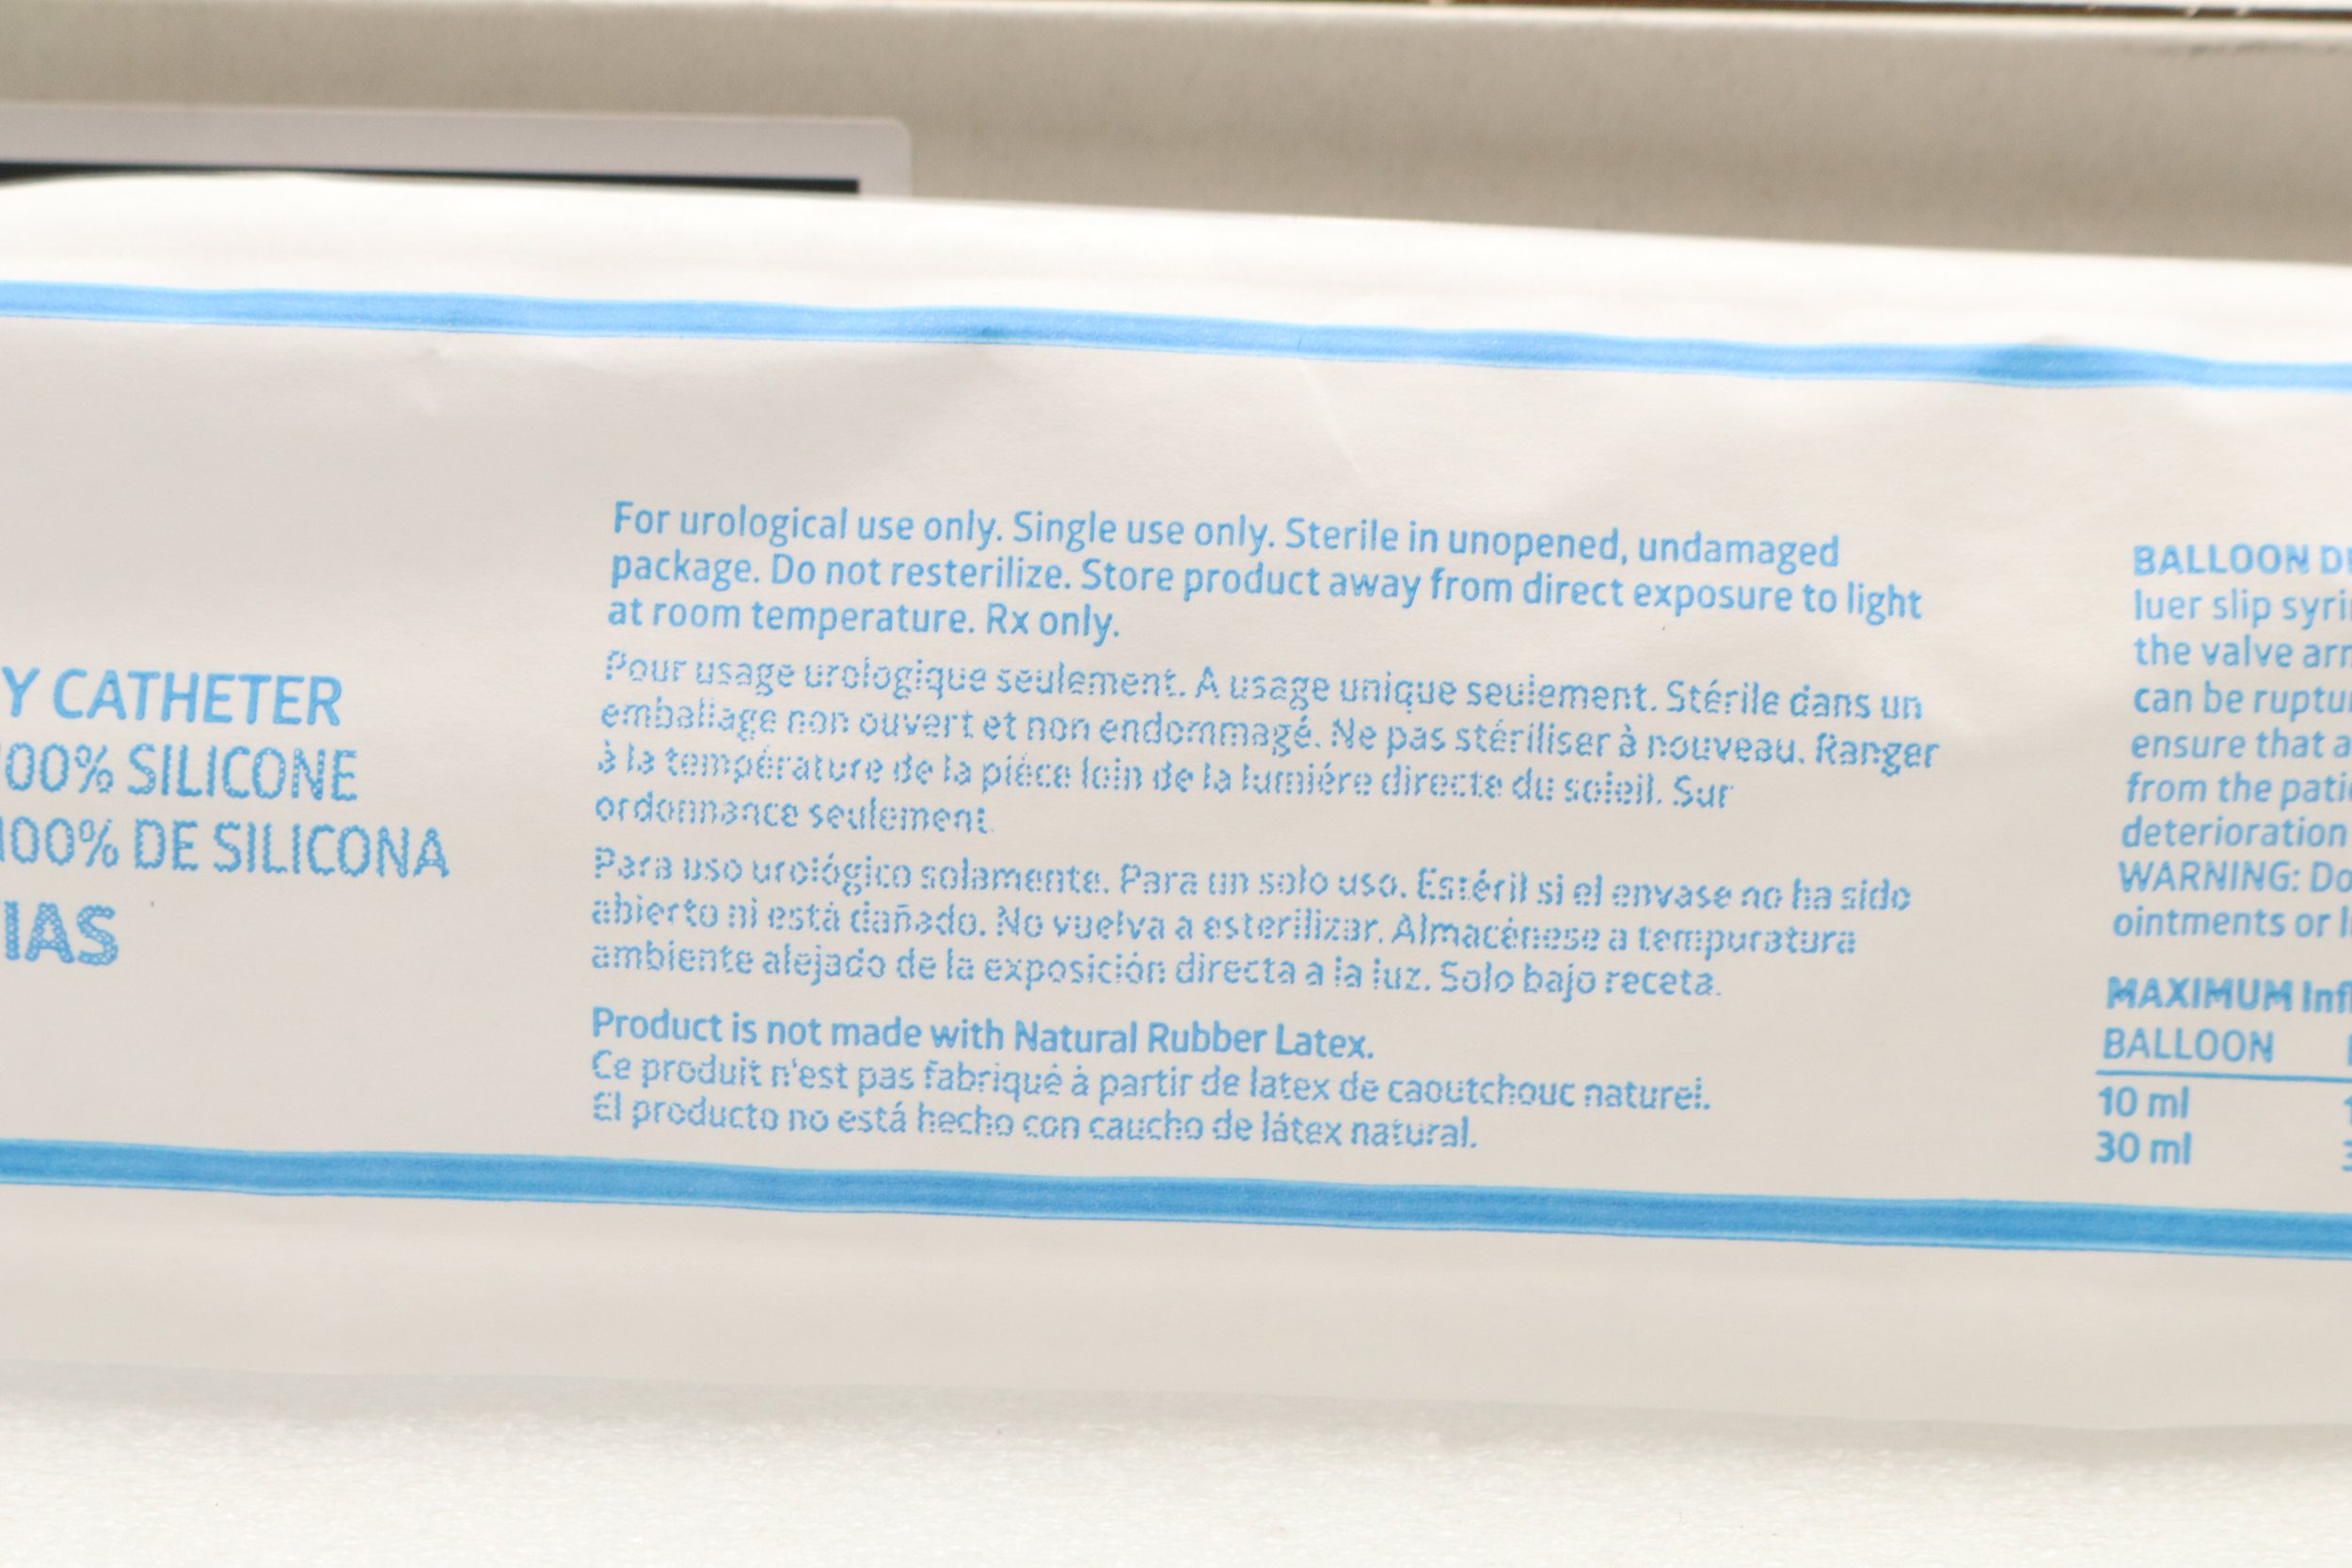 Y CATHETER
00% SILICONE
100% DE SILICONA
IAS
For urological use only. Single use only. Sterile in unopened, undamaged
package. Do not resterilize. Store product away from direct exposure to light
at room temperature. Rx only.
Pour usage urologique seulement. A usage unique seulement. Stérile dans un
emballage non ouvert et non endommagé. Ne pas stériliser à nouveau. Ranger
à la température de la piéce loin de la lumiére directe du soleil. Sur
ordonnance seulement.
Para uso urológico solamente. Para un solo uso. Estéril si el envase no ha sido
abierto ni está dañado. No vuelva a esterilizar. Almacénese a tempuratura
ambiente alejado de la exposición directa a la luz. Solo bajo receta.
Product is not made with Natural Rubber Latex.
Ce produit n'est pas fabriqué à partir de latex de caoutchouc naturel.
El producto no está hecho con caucho de látex natural.
BALLOON
luer slip
the valve
can be
ensure that a
from the
deterioration
WARNING: Do
ointments or
MAXIMUM
BALLOON
10 ml
30 ml